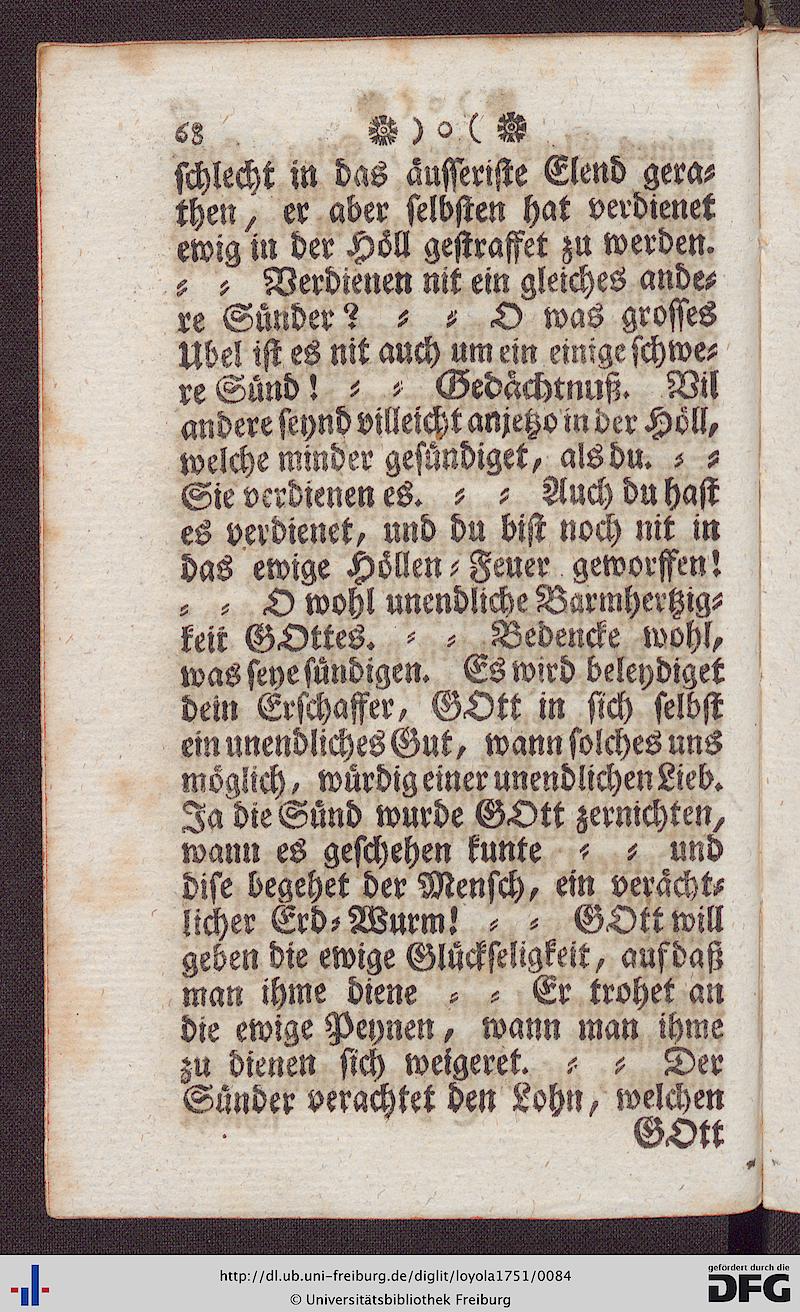 68 ❋ ) o ( ❋
schlecht in das äusseriste Elend gera⸗
then, er aber selbsten hat verdienet
ewig in der Höll gestraffet zu werden.
⸗ ⸗ Verdienen nit ein gleiches ande⸗
re Sünder? ⸗ ⸗ O was grosses
Ubel ist es nit auch um ein einige schwe⸗
re Sünd! ⸗ ⸗ Gedächtnuß. Vil
andere seynd villeicht anjetzo in der Höll,
welche minder gesündiget, als du. ⸗ ⸗
Sie verdienen es. ⸗ ⸗ Auch du hast
es verdienet, und du bist noch nit in
das ewige Höllen⸗Feuer geworffen!
⸗ ⸗ O wohl unendliche Barmhertzig⸗
keit GOttes. ⸗ ⸗ Bedencke wohl,
was seye sündigen. Es wird beleydiget
dein Erschaffer, GOtt in sich selbst
ein unendliches Gut, wann solches uns
möglich, würdig einer unendlichen Lieb.
Ja die Sünd wurde GOtt zernichten,
wann es geschehen kunte ⸗ ⸗ und
dise begehet der Mensch, ein verächt⸗
licher Erd⸗Wurm! ⸗ ⸗ GOtt will
geben die ewige Glückseligkeit, auf daß
man ihme diene ⸗ ⸗ Er trohet an
die ewige Peynen, wann man ihme
zu dienen sich weigeret. ⸗ ⸗ Der
Sünder verachtet den Lohn, welchen
GOtt
http://dl.ub.uni-freiburg.de/diglit/loyola1751/0084
© Universitätsbibliothek Freiburg
gefördert durch die
DFG